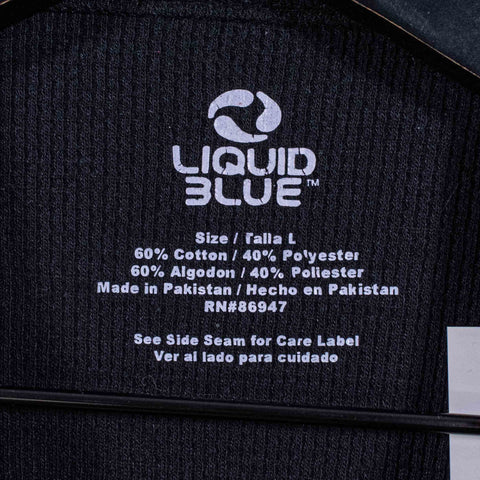 LIQUID
BLUE™
Size / Talla L
60% Cotton / 40% Polyester
60% Algodon / 40% Poliester
Made in Pakistan / Hecho en Pakistan
RN#86947
See Side Seam for Care Label
Ver al lado para cuidado